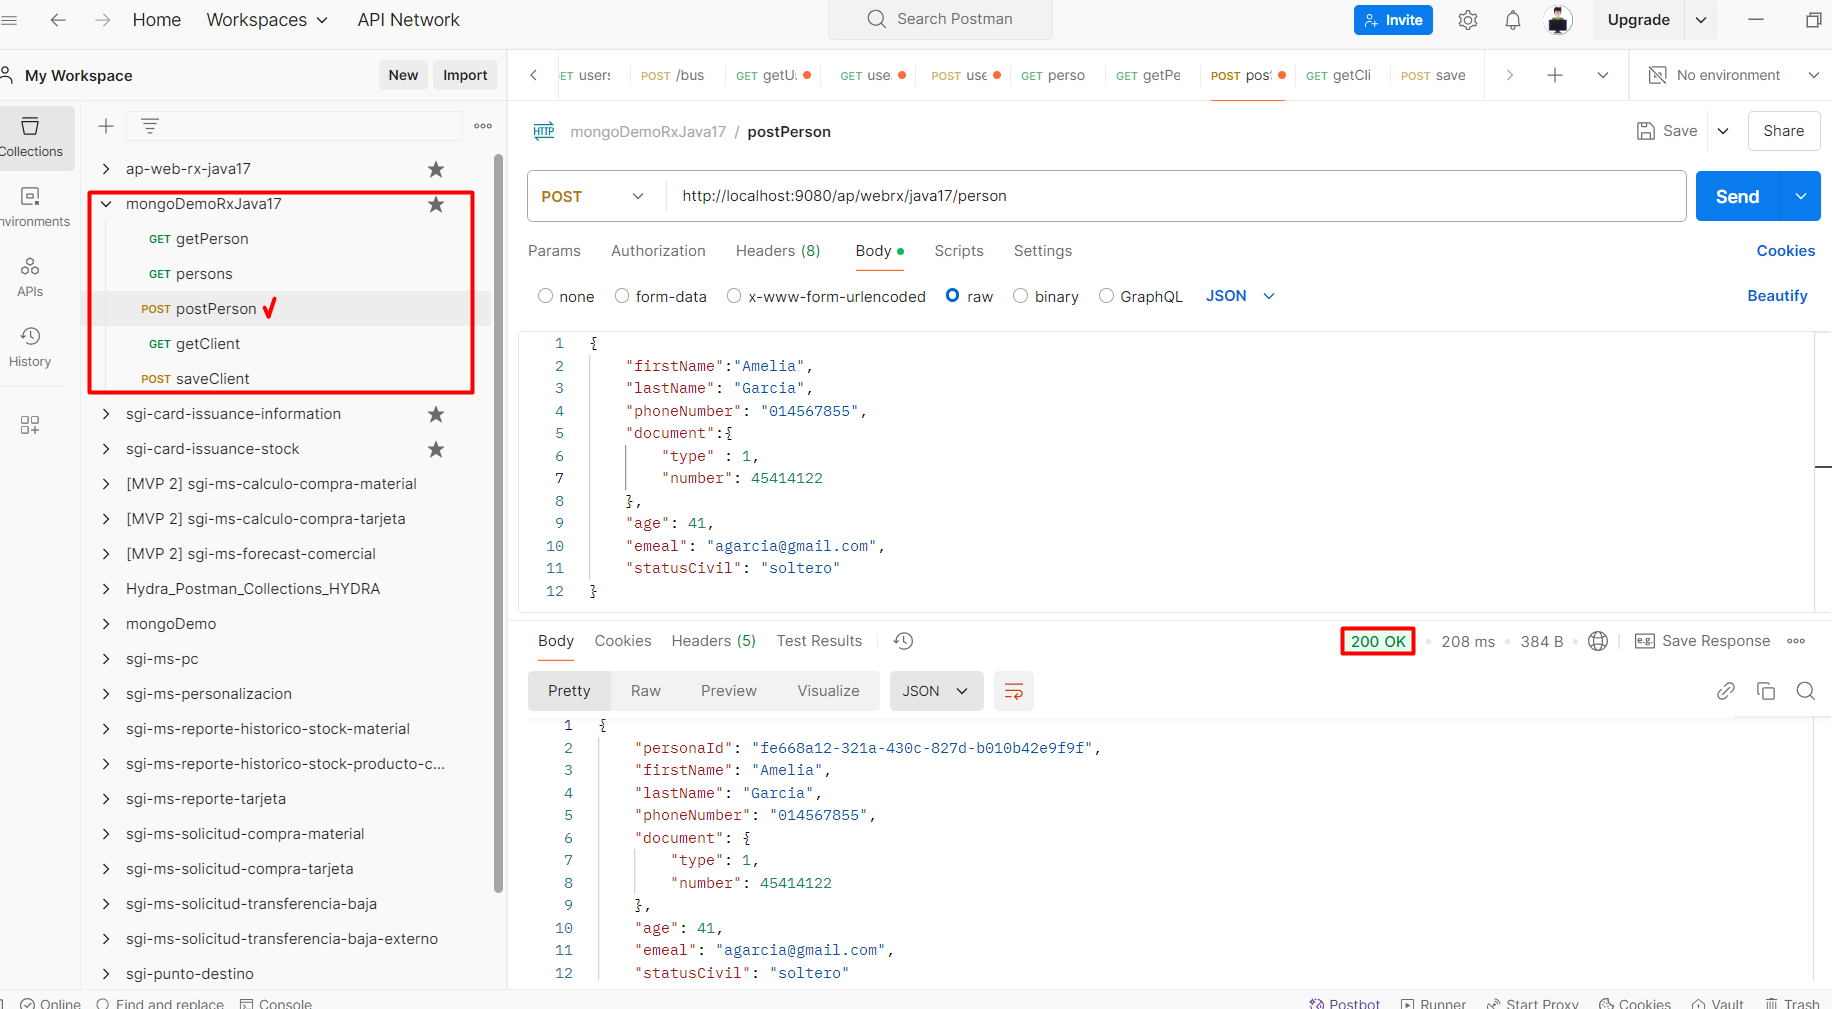 Home Workspaces API Network Search Postman Invite Upgrade
My Workspace New Import
users POST /bus GET getU: GET use. POST use GET perso GET getPe POST pos GET getCli POST save No environment
Collections
APIs
History
ap-web-rx-java17
mongoDemoRxJava17
GET getPerson
GET persons
POST postPerson
GET getClient
POST saveClient
sgi-card-issuance-information
sgi-card-issuance-stock
[MVP 2] sgi-ms-calculo-compra-material
[MVP 2] sgi-ms-calculo-compra-tarjeta
[MVP 2] sgi-ms-forecast-comercial
Hydra_Postman_Collections_HYDRA
mongoDemo
sgi-ms-pc
sgi-ms-personalizacion
sgi-ms-reporte-historico-stock-material
sgi-ms-reporte-historico-stock-producto-c...
sgi-ms-reporte-tarjeta
sgi-ms-solicitud-compra-material
sgi-ms-solicitud-compra-tarjeta
sgi-ms-solicitud-transferencia-baja
sgi-ms-solicitud-transferencia-baja-externo
sgi-punto-destino
HTTP mongoDemoRxJava17 / postPerson Save Share
POST http://localhost:9080/ap/webrx/java17/person Send
Params Authorization Headers (8) Body Scripts Settings Cookies
none form-data x-www-form-urlencoded raw binary GraphQL JSON Beautify
1 {
2 "firstName":"Amelia",
3 "lastName": "Garcia",
4 "phoneNumber": "014567855",
5 "document":{
6 "type" : 1,
7 "number": 45414122
8 },
9 "age": 41,
10 "emeal": "agarcia@gmail.com",
11 "statusCivil": "soltero"
12 }
Body Cookies Headers (5) Test Results 200 OK 208 ms 384 B e.g. Save Response
Pretty Raw Preview Visualize JSON
1 {
2 "personaId": "fe668a12-321a-430c-827d-b010b42e9f9f",
3 "firstName": "Amelia",
4 "lastName": "Garcia",
5 "phoneNumber": "014567855",
6 "document": {
7 "type": 1,
8 "number": 45414122
9 },
10 "age": 41,
11 "emeal": "agarcia@gmail.com",
12 "statusCivil": "soltero"
Online Find and replace Console Postbot Runner Start Proxy Cookies Vault Trash